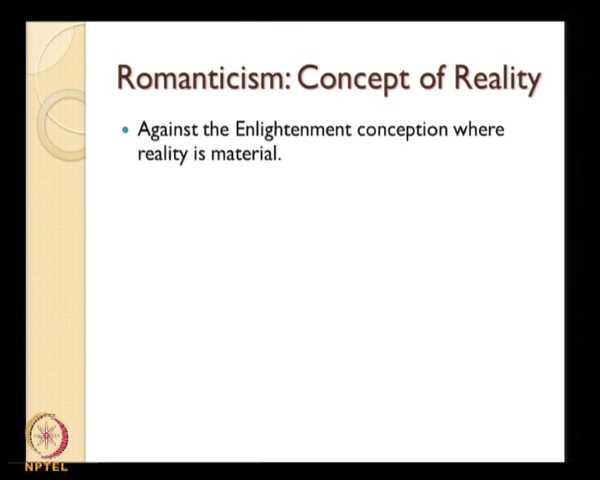 Romanticism: Concept of Reality
Against the Enlightenment conception where
reality is material.
NPTEL